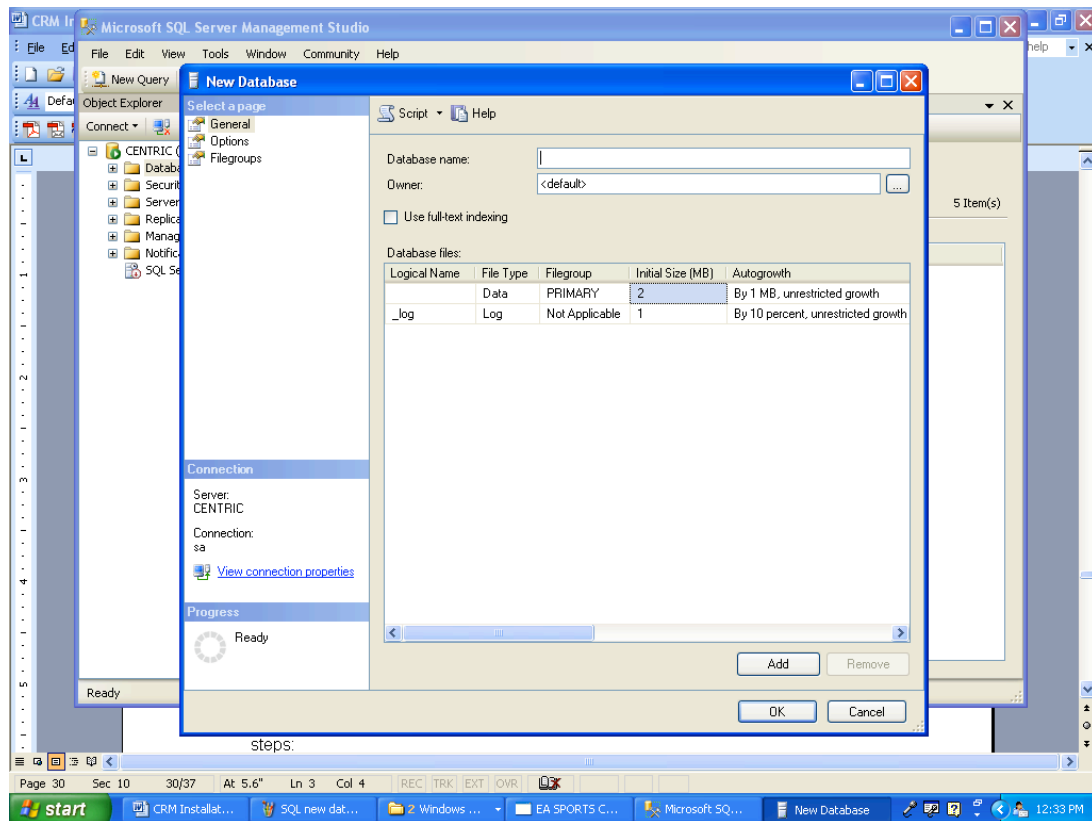 CRM Ir
Microsoft SQL Server Management Studio
File Ed
File Edit View Tools Window Community Help
help
New Query
New Database
Defa
Object Explorer
Select a page
Script Help
Connect
General
Options
Filegroups
CENTRIC (
Databa
Securit
Server
Replica
Manag
Notific
SQL Se
Database name:
Owner: <default> ...
5 Item(s)
Use full-text indexing
Database files:
Logical Name File Type Filegroup Initial Size (MB) Autogrowth
Data PRIMARY 2 By 1 MB, unrestricted growth
_log Log Not Applicable 1 By 10 percent, unrestricted growth
Connection
Server:
CENTRIC
Connection:
sa
View connection properties
Progress
Ready
Add Remove
Ready
OK Cancel
steps:
Page 30 Sec 10 30/37 At 5.6" Ln 3 Col 4 REC TRK EXT OVR
start CRM Installat... SQL new dat... 2 Windows ... EA SPORTS C... Microsoft SQ... New Database 12:33 PM